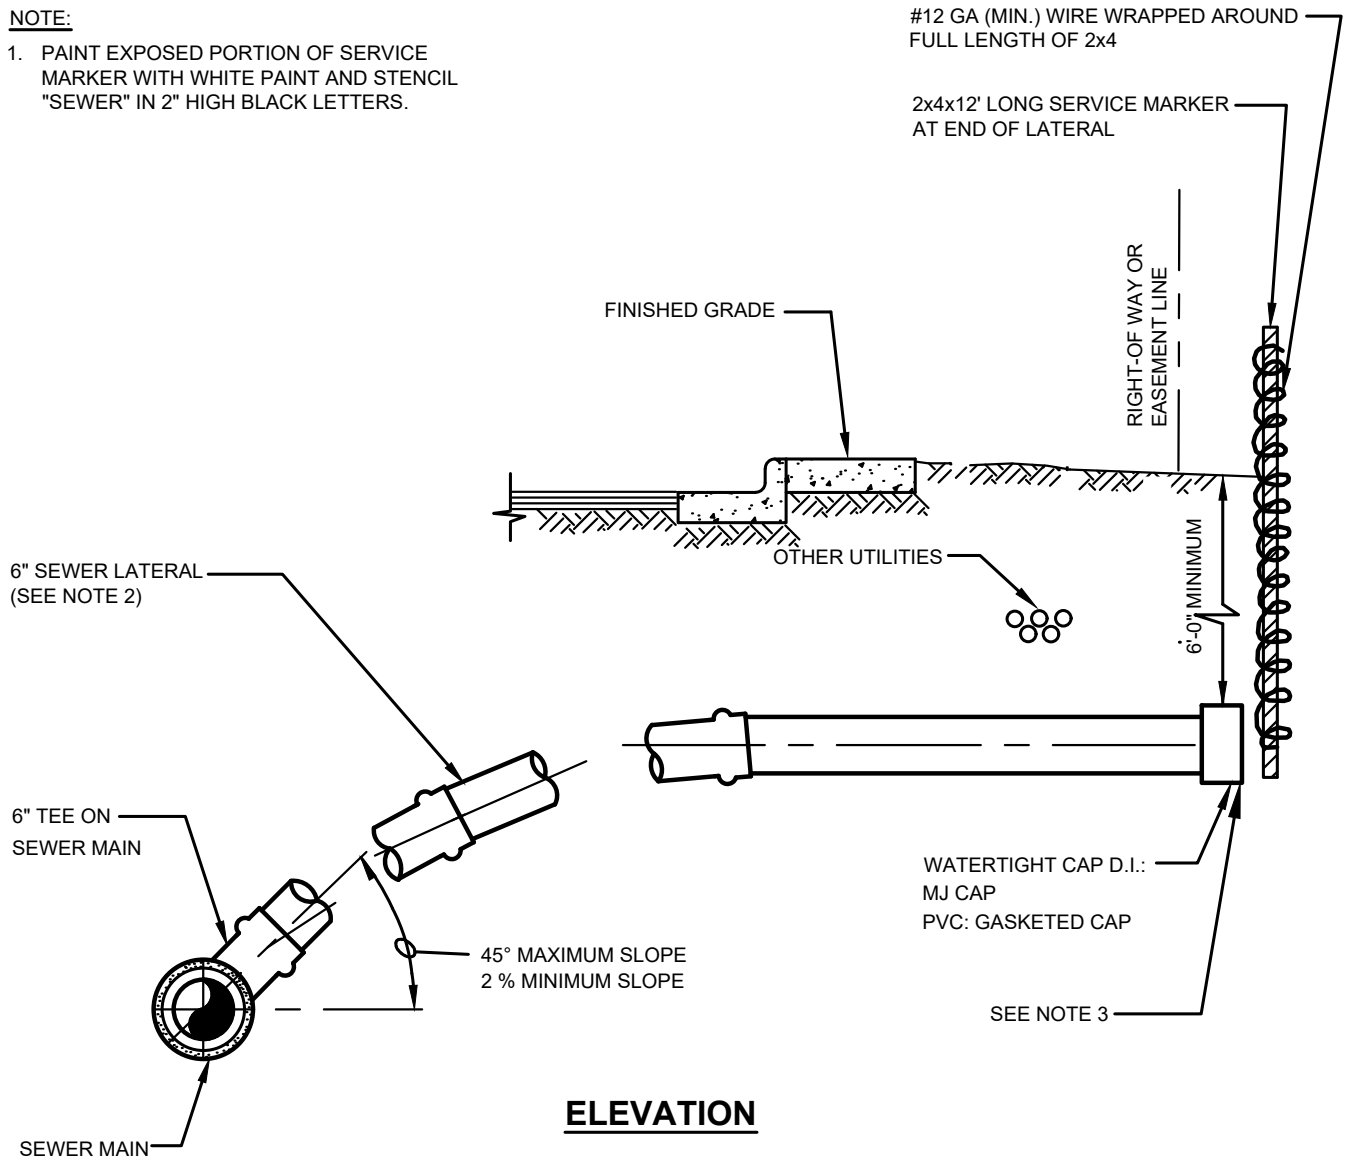 NOTE:
1. PAINT EXPOSED PORTION OF SERVICE
MARKER WITH WHITE PAINT AND STENCIL
"SEWER" IN 2" HIGH BLACK LETTERS.
#12 GA (MIN.) WIRE WRAPPED AROUND
FULL LENGTH OF 2x4
2x4x12' LONG SERVICE MARKER
AT END OF LATERAL
RIGHT-OF WAY OR
EASEMENT LINE
FINISHED GRADE
OTHER UTILITIES
6'-0" MINIMUM
6" SEWER LATERAL
(SEE NOTE 2)
6" TEE ON
SEWER MAIN
45° MAXIMUM SLOPE
2 % MINIMUM SLOPE
WATERTIGHT CAP D.I.:
MJ CAP
PVC: GASKETED CAP
SEE NOTE 3
ELEVATION
SEWER MAIN